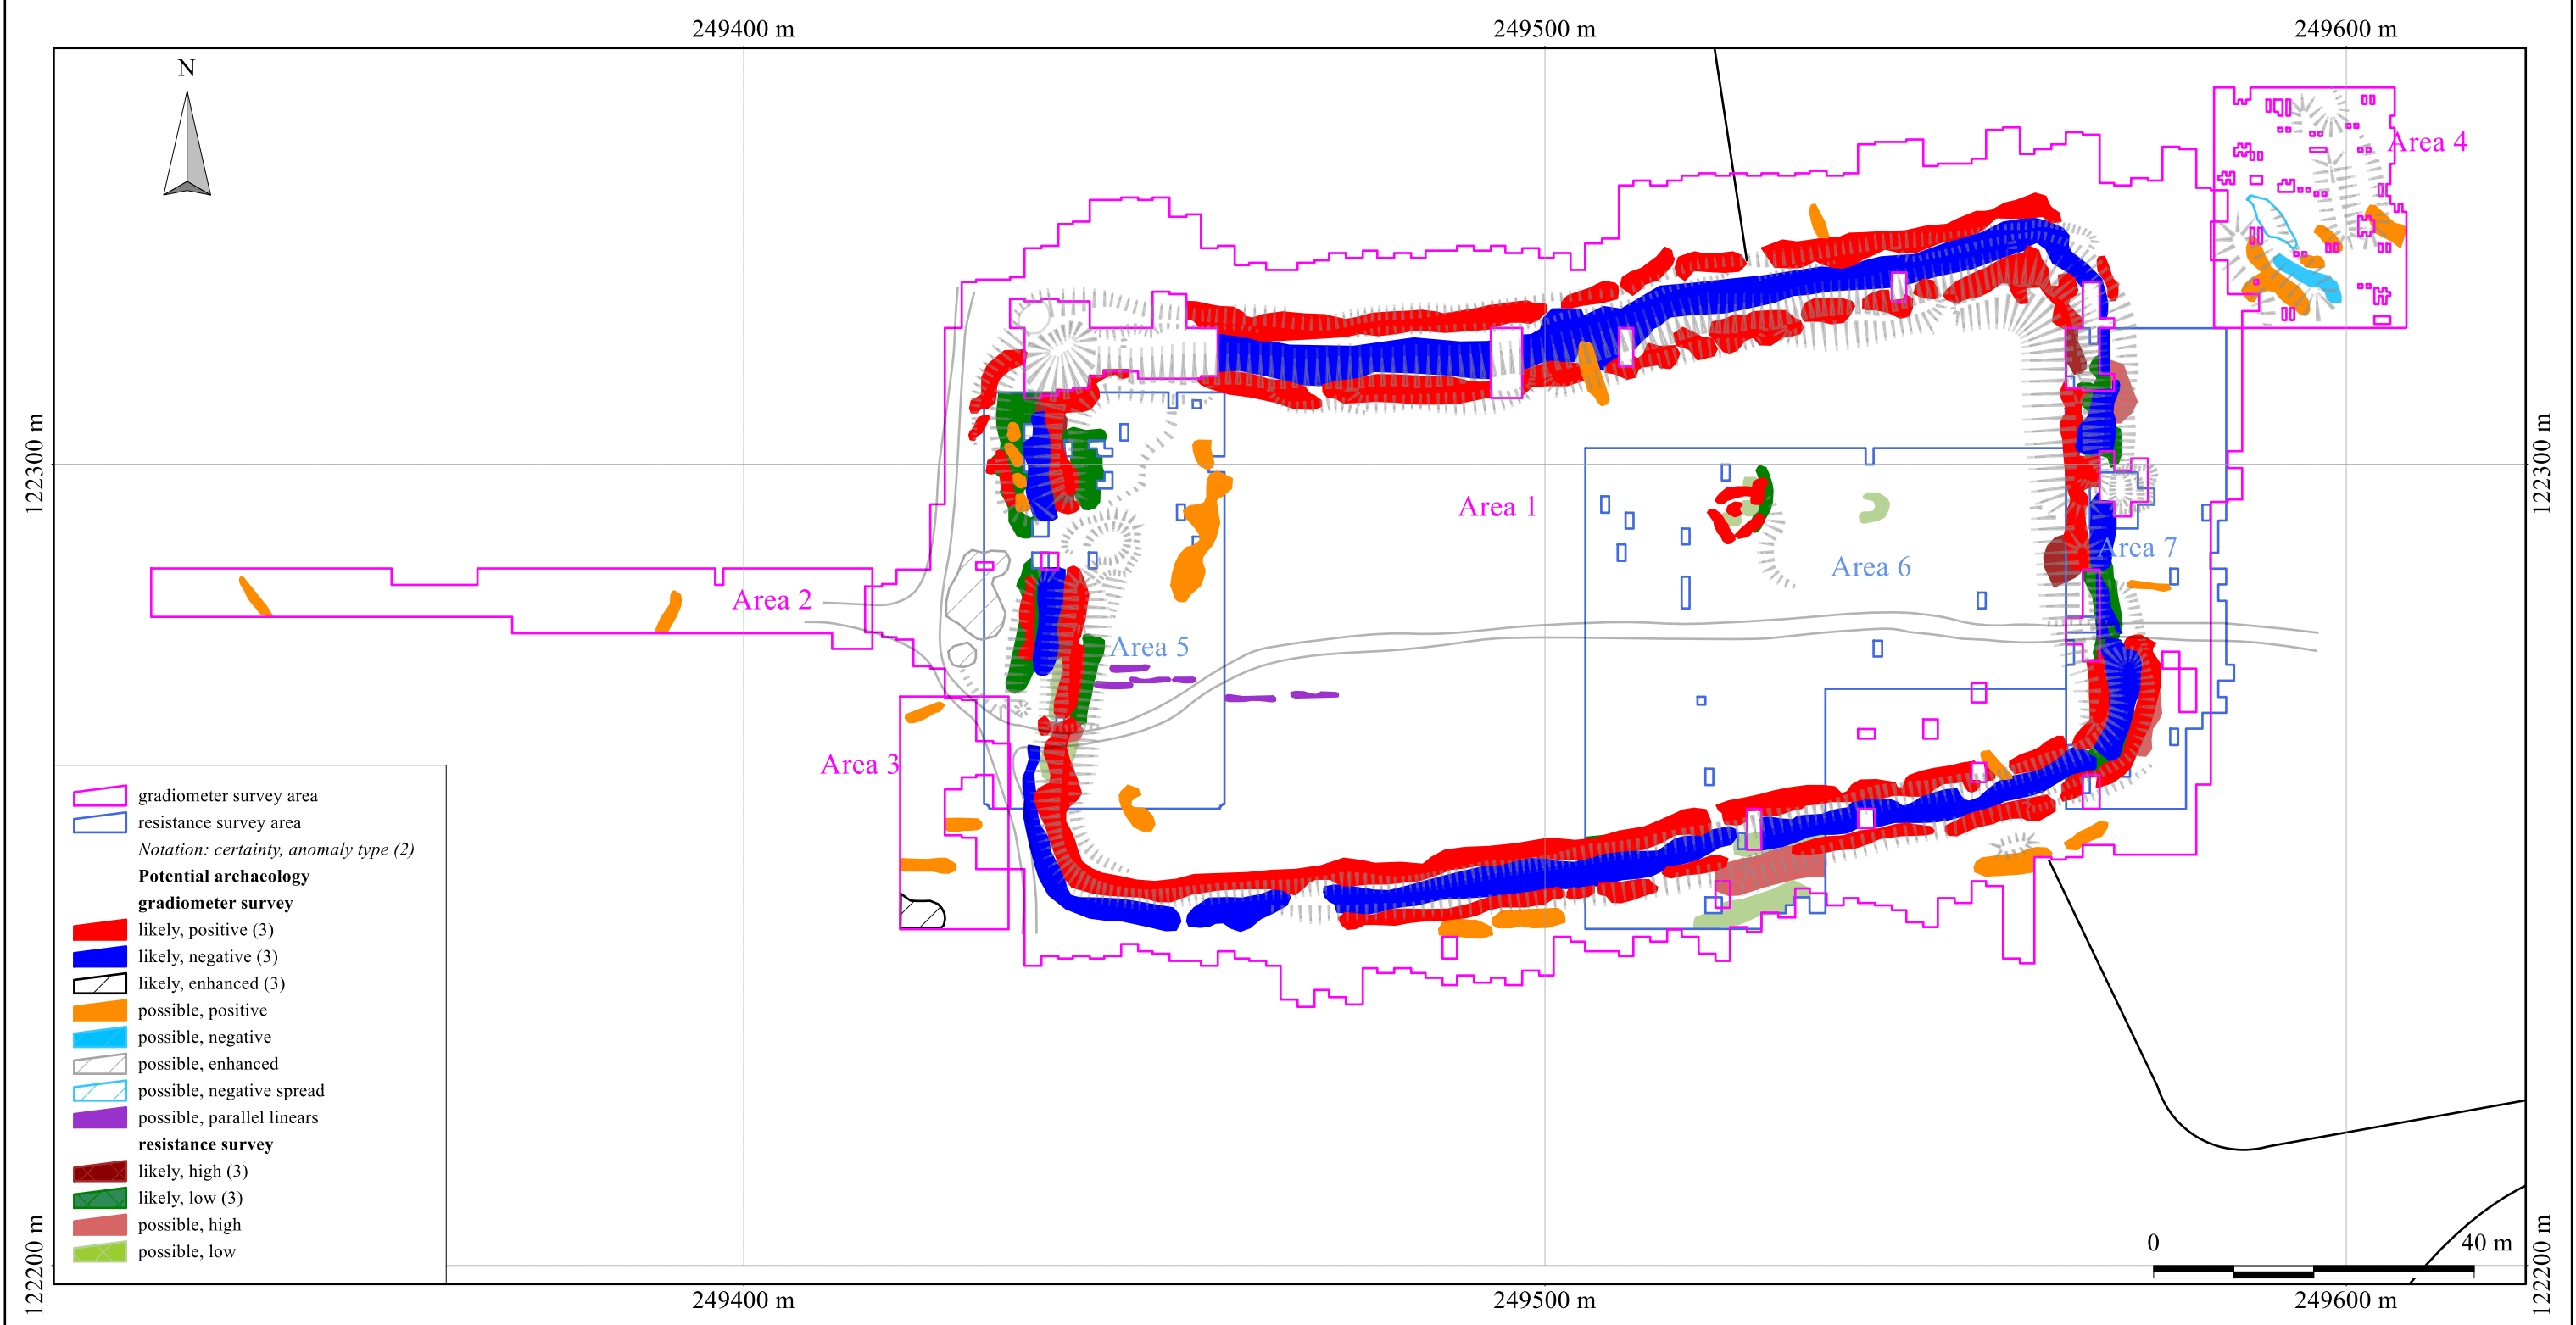 249400 m
249500 m
249600 m
N
Area 4
122300 m
122300 m
Area 1
Area 7
Area 6
Area 2
Area 5
Area 3
gradiometer survey area
resistance survey area
Notation: certainty, anomaly type (2)
Potential archaeology
gradiometer survey
likely, positive (3)
likely, negative (3)
likely, enhanced (3)
possible, positive
possible, negative
possible, enhanced
possible, negative spread
possible, parallel linears
resistance survey
likely, high (3)
likely, low (3)
possible, high
possible, low
0
40 m
122200 m
122200 m
249400 m
249500 m
249600 m